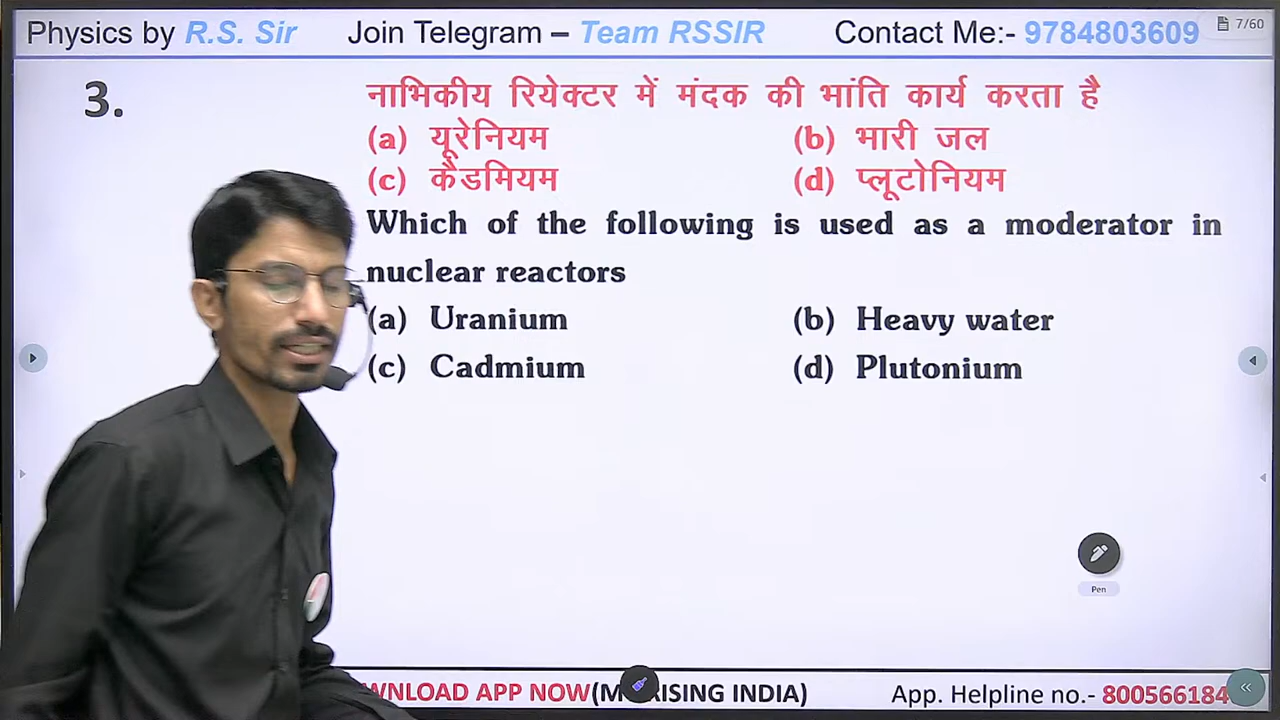 Physics by R.S. Sir Join Telegram – Team RSSIR Contact Me:- 9784803609 7/60
3. नाभिकीय रियेक्टर में मंदक की भांति कार्य करता है
(a) यूरेनियम (b) भारी जल
(c) कैडमियम (d) प्लूटोनियम
Which of the following is used as a moderator in
nuclear reactors
(a) Uranium (b) Heavy water
(c) Cadmium (d) Plutonium
Pen
APP NOW RISING INDIA) App. Helpline no.-